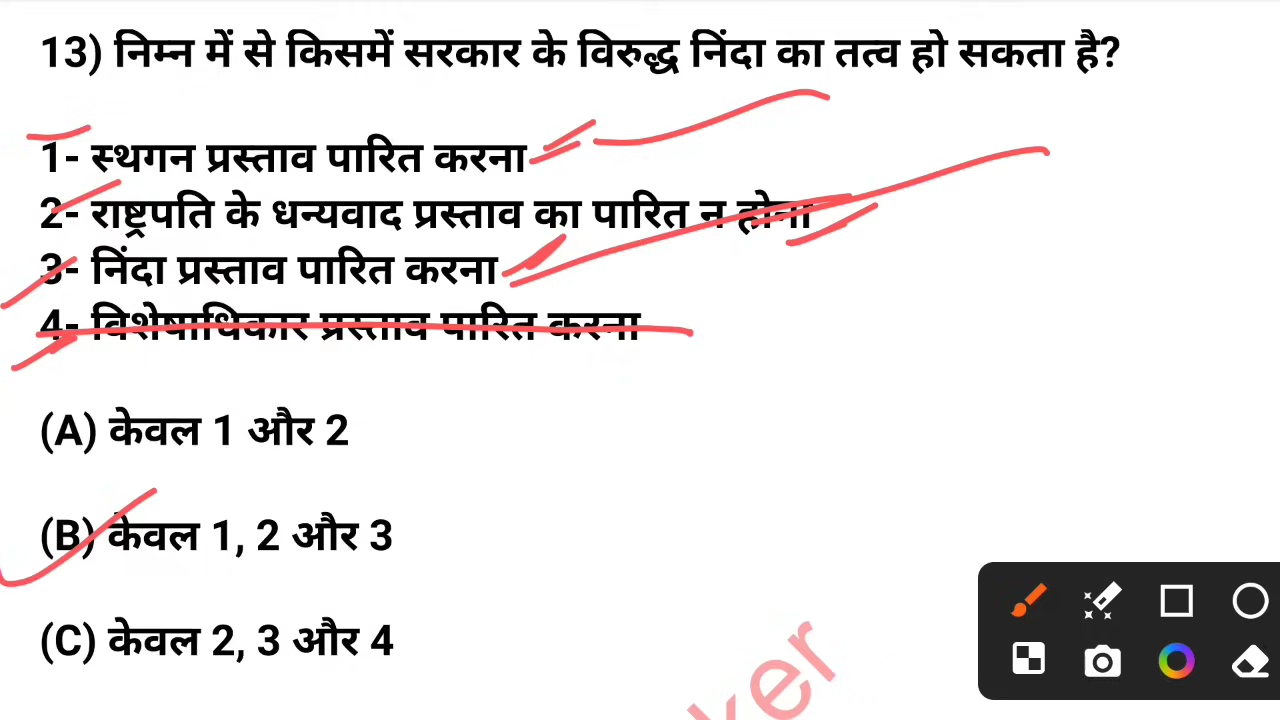 13) निम्न में से किसमें सरकार के विरुद्ध निंदा का तत्व हो सकता है?
1- स्थगन प्रस्ताव पारित करना
2- राष्ट्रपति के धन्यवाद प्रस्ताव का पारित न होना
3- निंदा प्रस्ताव पारित करना
4- विशेषाधिकार प्रस्ताव पारित करना
(A) केवल 1 और 2
(B) केवल 1, 2 और 3
(C) केवल 2, 3 और 4